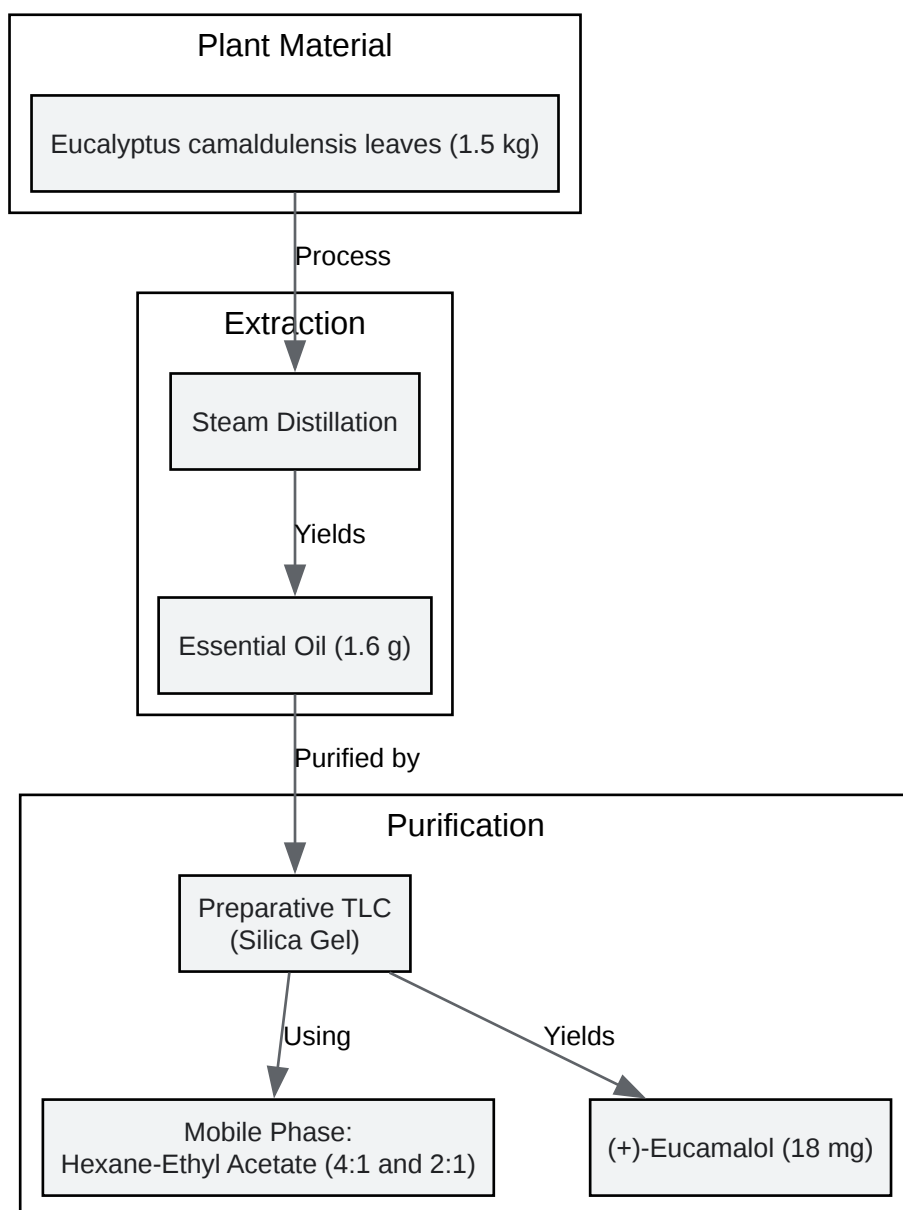 Plant Material
Eucalyptus camaldulensis leaves (1.5 kg)
Process
Extraction
Steam Distillation
Yields
Essential Oil (1.6 g)
Purified by
Purification
Preparative TLC
(Silica Gel)
Using
Yields
Mobile Phase:
Hexane-Ethyl Acetate (4:1 and 2:1)
(+)-Eucamalol (18 mg)